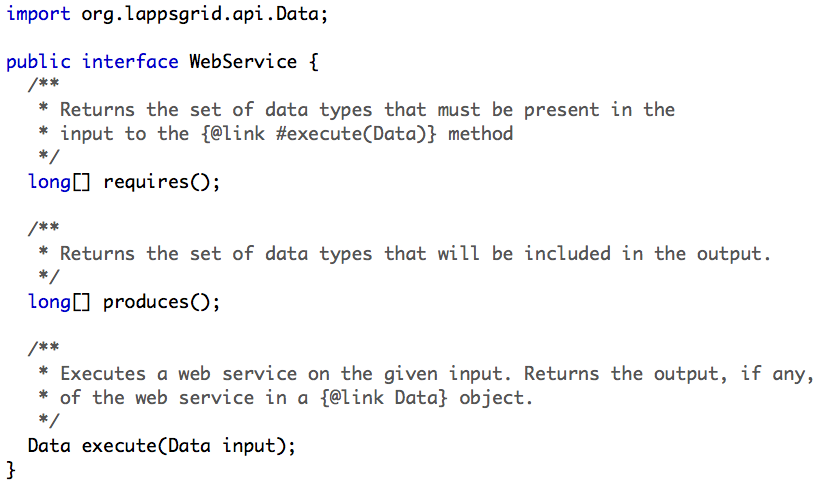 import org.lappsgrid.api.Data;

public interface WebService {
  /**
   * Returns the set of data types that must be present in the
   * input to the {@link #execute(Data)} method
   */
  long[] requires();

  /**
   * Returns the set of data types that will be included in the output.
   */
  long[] produces();

  /**
   * Executes a web service on the given input. Returns the output, if any,
   * of the web service in a {@link Data} object.
   */
  Data execute(Data input);
}